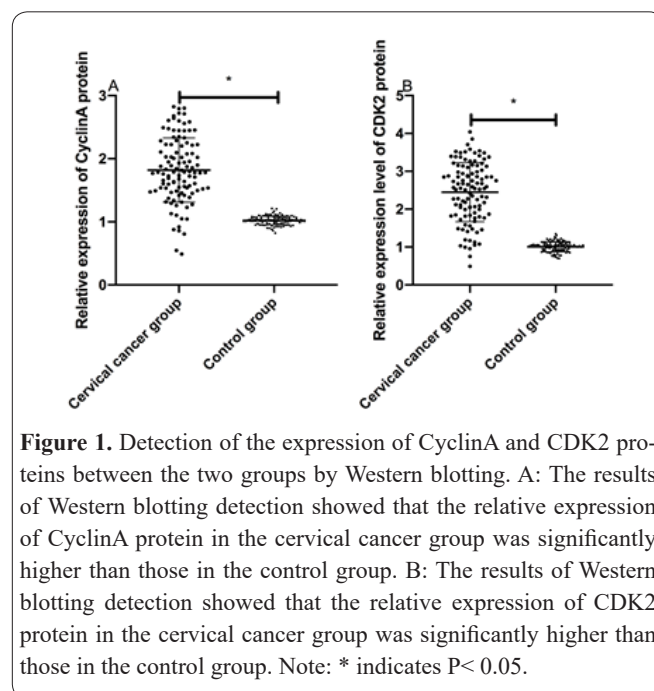 A
*
Relative expression of CyclinA protein
3
2
1
0
Cervical cancer group
Control group
B
*
Relative expression level of CDK2 protein
5
4
3
2
1
0
Cervical cancer group
Control group
Figure 1. Detection of the expression of CyclinA and CDK2 pro-
teins between the two groups by Western blotting. A: The results
of Western blotting detection showed that the relative expression
of CyclinA protein in the cervical cancer group was significantly
higher than those in the control group. B: The results of Western
blotting detection showed that the relative expression of CDK2
protein in the cervical cancer group was significantly higher than
those in the control group. Note: * indicates P< 0.05.